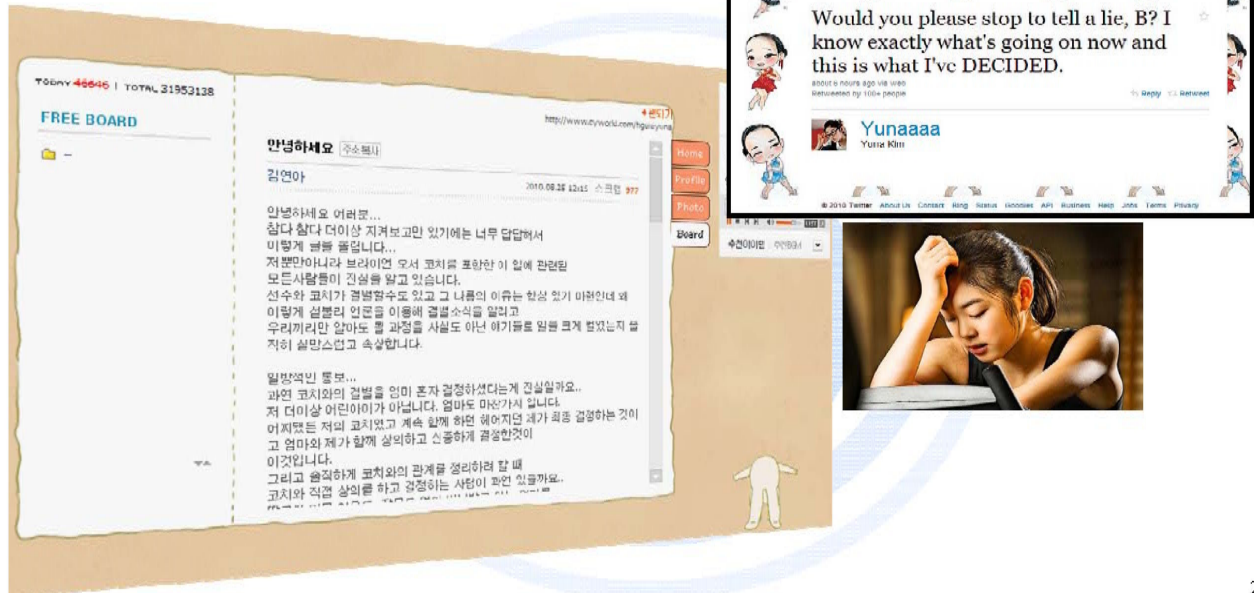 TODAY 46646 | TOTAL 31953138
FREE BOARD
http://www.cyworld.com/
안녕하세요 주소복사
김연아
2010.08.25 12:15 스크랩 977
안녕하세요 여러분...
참다 참다 더이상 지켜보고만 있기에는 너무 답답해서
이렇게 글을 올립니다...
저뿐만아니라 브라이언 오서 코치를 포함한 이 일에 관련된
모든사람들이 진실을 알고 있습니다.
선수와 코치가 결별할수도 있고 그 나름의 이유는 항상 있기 마련인데 왜
이렇게 섣불리 언론을 이용해 결별소식을 알리고
우리끼리만 알아도 될 과정을 사실도 아닌 얘기들로 일을 크게 벌였는지 솔
직히 실망스럽고 속상합니다.
일방적인 통보...
과연 코치와의 결별을 엄마 혼자 결정하셨다는게 진실일까요..
저 더이상 어린아이가 아닙니다. 엄마도 마찬가지 입니다.
어찌됐든 저의 코치였고 계속 함께 하던 헤어지던 제가 최종 결정하는 것이
고 엄마와 제가 함께 상의하고 신중하게 결정한것이
이것입니다.
그리고 솔직하게 코치와의 관계를 정리하려 할 때
코치와 직접 상의를 하고 결정하는 사람이 과연 있을까요..
Home
Profile
Photo
Board
Would you please stop to tell a lie, B? I
know exactly what's going on now and
this is what I've DECIDED.
about 6 hours ago via web
Retweeted by 100+ people
Reply Retweet
Yunaaaa
Yuna Kim
© 2010 Twitter About Us Contact Blog Status Goodies API Business Help Jobs Terms Privacy